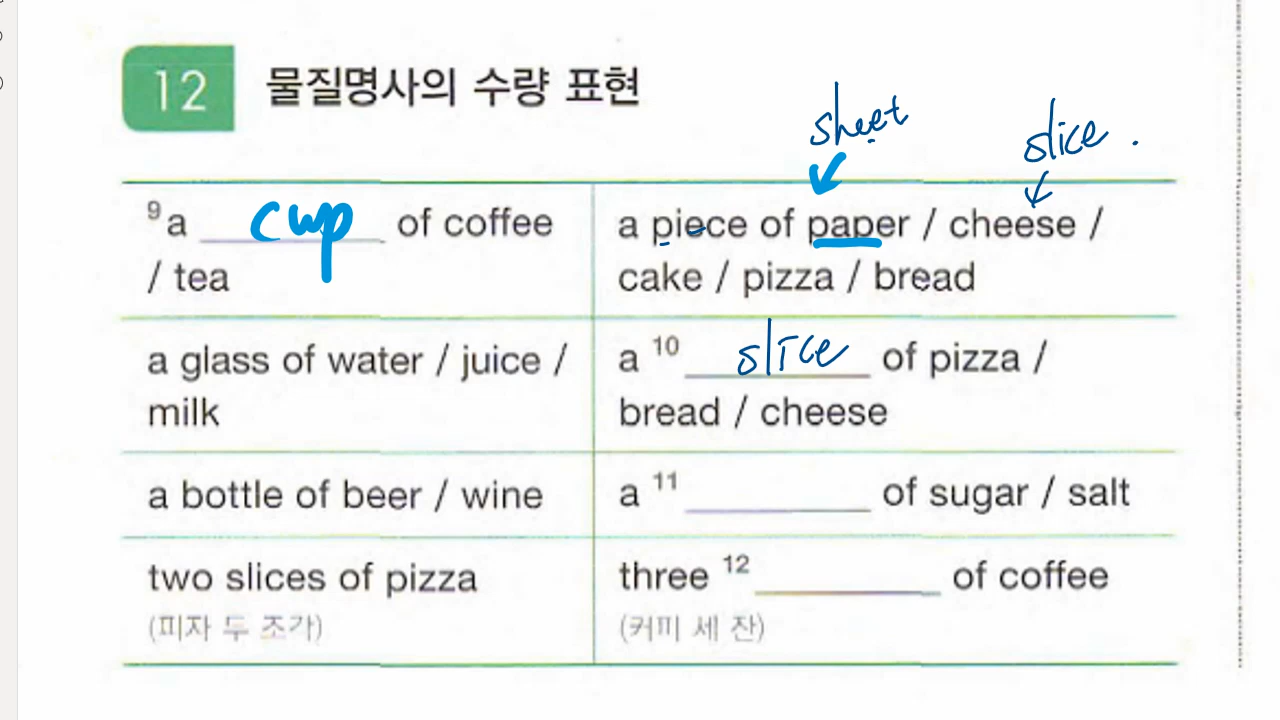 12 물질명사의 수량 표현
sheet
slice .
9 a cup of coffee
/ tea
a piece of paper / cheese /
cake / pizza / bread
a glass of water / juice /
milk
a 10 slice of pizza /
bread / cheese
a bottle of beer / wine
a 11 ________ of sugar / salt
two slices of pizza
(피자 두 조각)
three 12 ________ of coffee
(커피 세 잔)